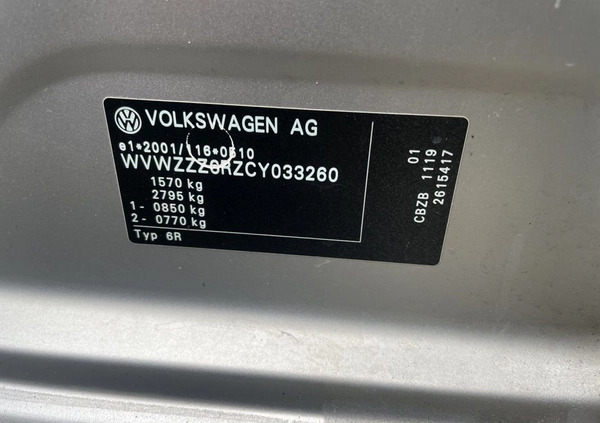 VOLKSWAGEN AG
e1*2001/116*0510
WVWZZZ6RZCY033260
1570 kg
2795 kg
1- 0850 kg
2- 0770 kg
Typ 6R
01
CBZB 1119
2615417